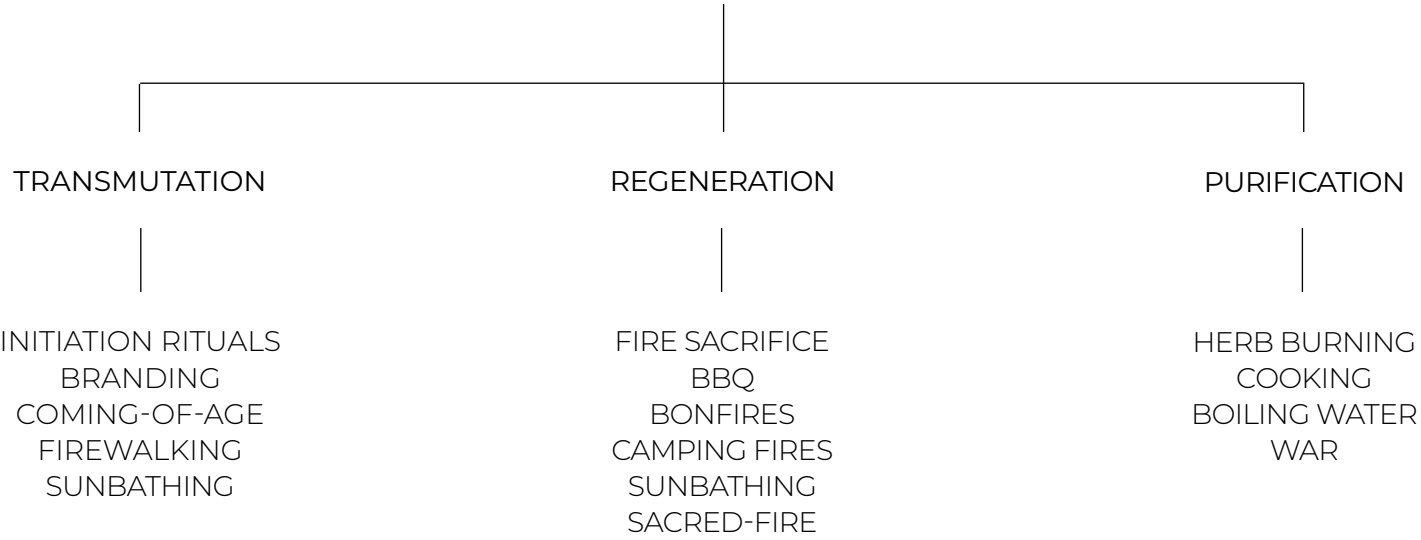 TRANSMUTATION
REGENERATION
PURIFICATION
INITIATION RITUALS
BRANDING
COMING-OF-AGE
FIREWALKING
SUNBATHING
FIRE SACRIFICE
BBQ
BONFIRES
CAMPING FIRES
SUNBATHING
SACRED-FIRE
HERB BURNING
COOKING
BOILING WATER
WAR